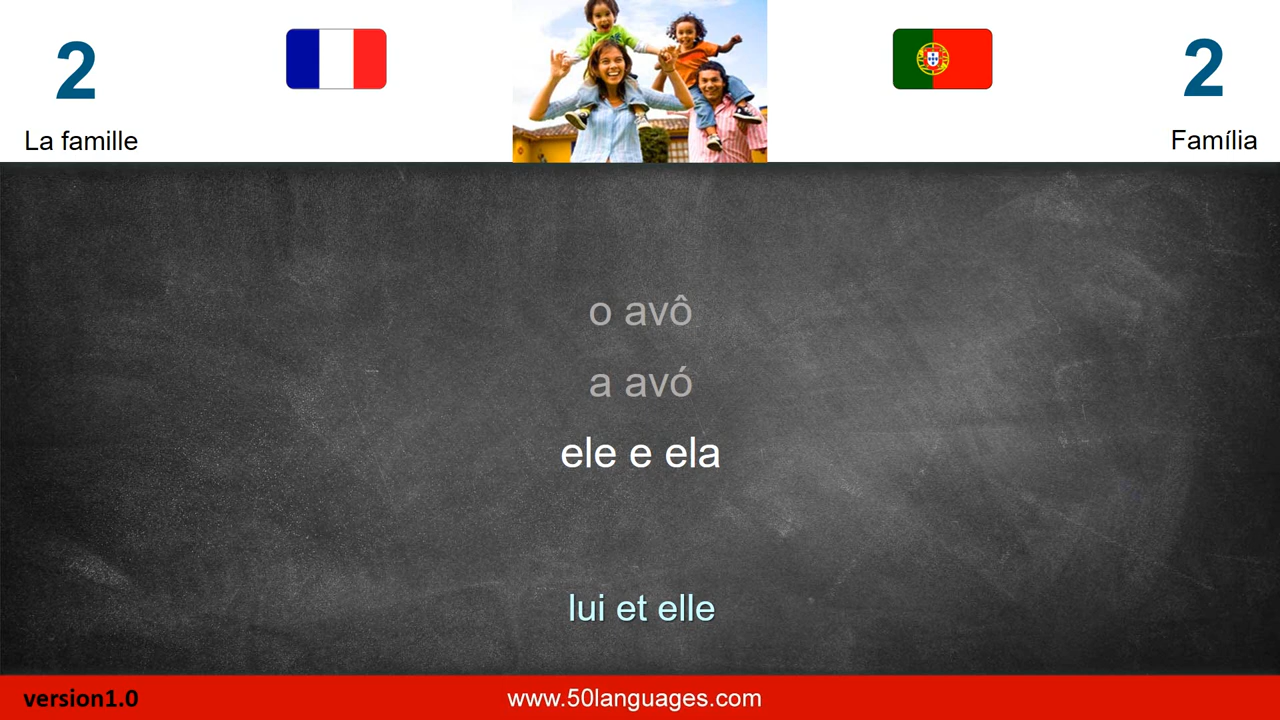 2
2
La famille
Família
o avô
a avó
ele e ela
lui et elle
version1.0
www.50languages.com